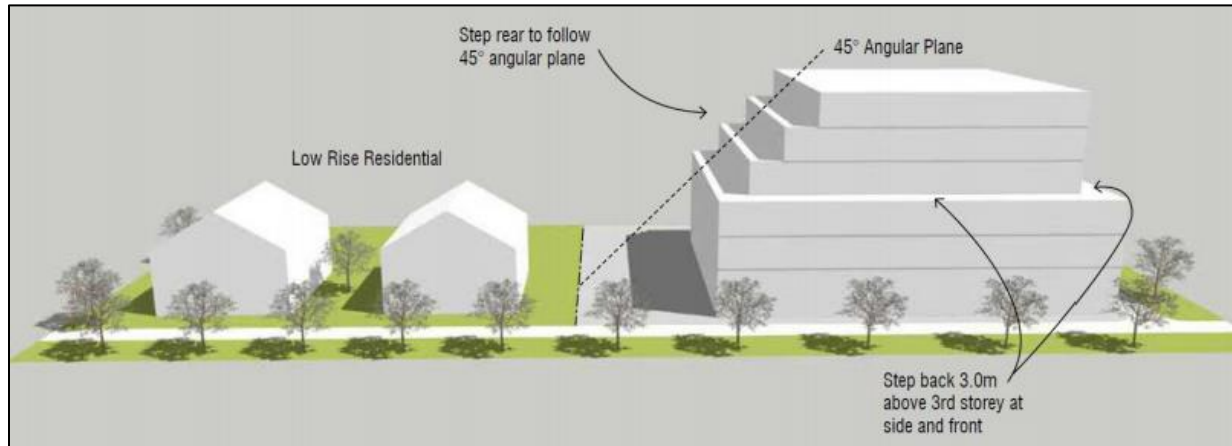 Step rear to follow
45° angular plane
45° Angular Plane
Low Rise Residential
Step back 3.0m
above 3rd storey at
side and front